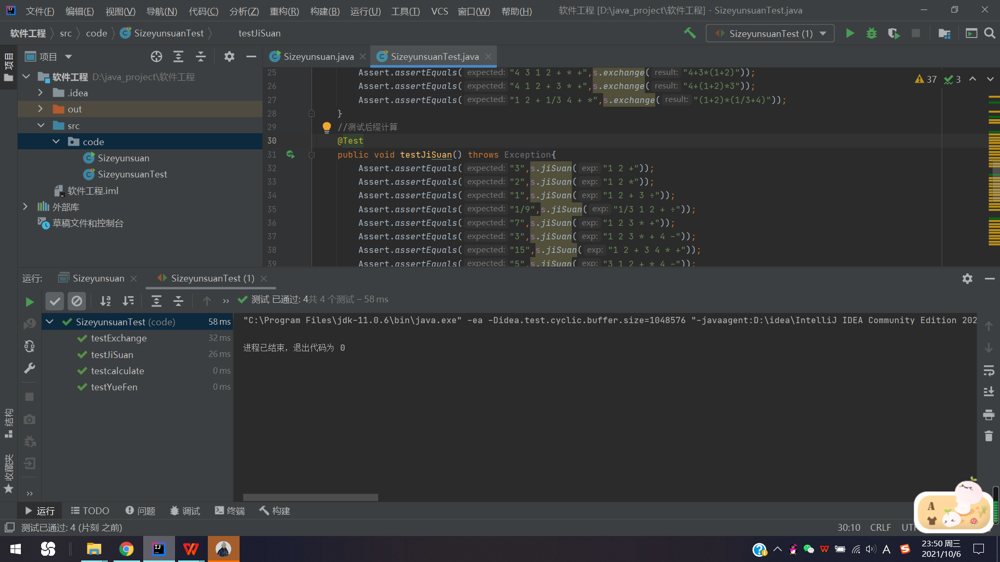 文件(F) 编辑(E) 视图(V) 导航(N) 代码(C) 分析(Z) 重构(R) 构建(B) 运行(U) 工具(T) VCS 窗口(W) 帮助(H) 软件工程 [D:\java_project\软件工程] - SizeyunsuanTest.java
软件工程 src code SizeyunsuanTest testJiSuan SizeyunsuanTest (1)
项目
项目
软件工程 D:\java_project\软件工程
.idea
out
src
code
Sizeyunsuan
SizeyunsuanTest
软件工程.iml
外部库
草稿文件和控制台
Sizeyunsuan.java SizeyunsuanTest.java
37 3
25 Assert.assertEquals( expected: "4 3 1 2 + * +",s.exchange( result: "4+3*(1+2)"));
26 Assert.assertEquals( expected: "4 1 2 + 3 * +",s.exchange( result: "4+(1+2)*3"));
27 Assert.assertEquals( expected: "1 2 + 1/3 4 + *",s.exchange( result: "(1+2)*(1/3+4)"));
28 }
29 //测试后缀计算
30 @Test
31 public void testJiSuan() throws Exception{
32 Assert.assertEquals( expected: "3",s.jiSuan( exp: "1 2 +"));
33 Assert.assertEquals( expected: "2",s.jiSuan( exp: "1 2 *"));
34 Assert.assertEquals( expected: "1",s.jiSuan( exp: "1 2 + 3 ÷"));
35 Assert.assertEquals( expected: "1/9",s.jiSuan( exp: "1/3 1 2 + ÷"));
36 Assert.assertEquals( expected: "7",s.jiSuan( exp: "1 2 3 * +"));
37 Assert.assertEquals( expected: "3",s.jiSuan( exp: "1 2 3 * + 4 -"));
38 Assert.assertEquals( expected: "15",s.jiSuan( exp: "1 2 + 3 4 * +"));
39 Assert.assertEquals( expected: "5",s.jiSuan( exp: "3 1 2 + * 4 -"));
运行: Sizeyunsuan SizeyunsuanTest (1)
测试 已通过: 4共 4 个测试 – 58 ms
SizeyunsuanTest (code) 58 ms
testExchange 32 ms
testJiSuan 26 ms
testcalculate 0 ms
testYueFen 0 ms
"C:\Program Files\jdk-11.0.6\bin\java.exe" -ea -Didea.test.cyclic.buffer.size=1048576 "-javaagent:D:\idea\IntelliJ IDEA Community Edition 202
进程已结束，退出代码为 0
结构
收藏夹
运行 TODO 问题 调试 终端 构建
测试已通过: 4 (片刻 之前) 30:10 CRLF UTF
A
23:50 周三
2021/10/6